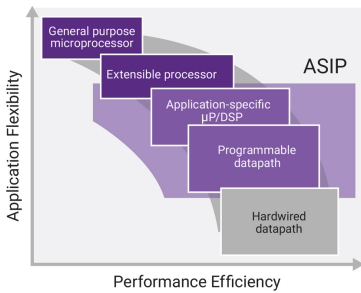 General purpose
microprocessor
Extensible processor
ASIP
Application-specific
µP/DSP
Programmable
datapath
Hardwired
datapath
Application Flexibility
Performance Efficiency